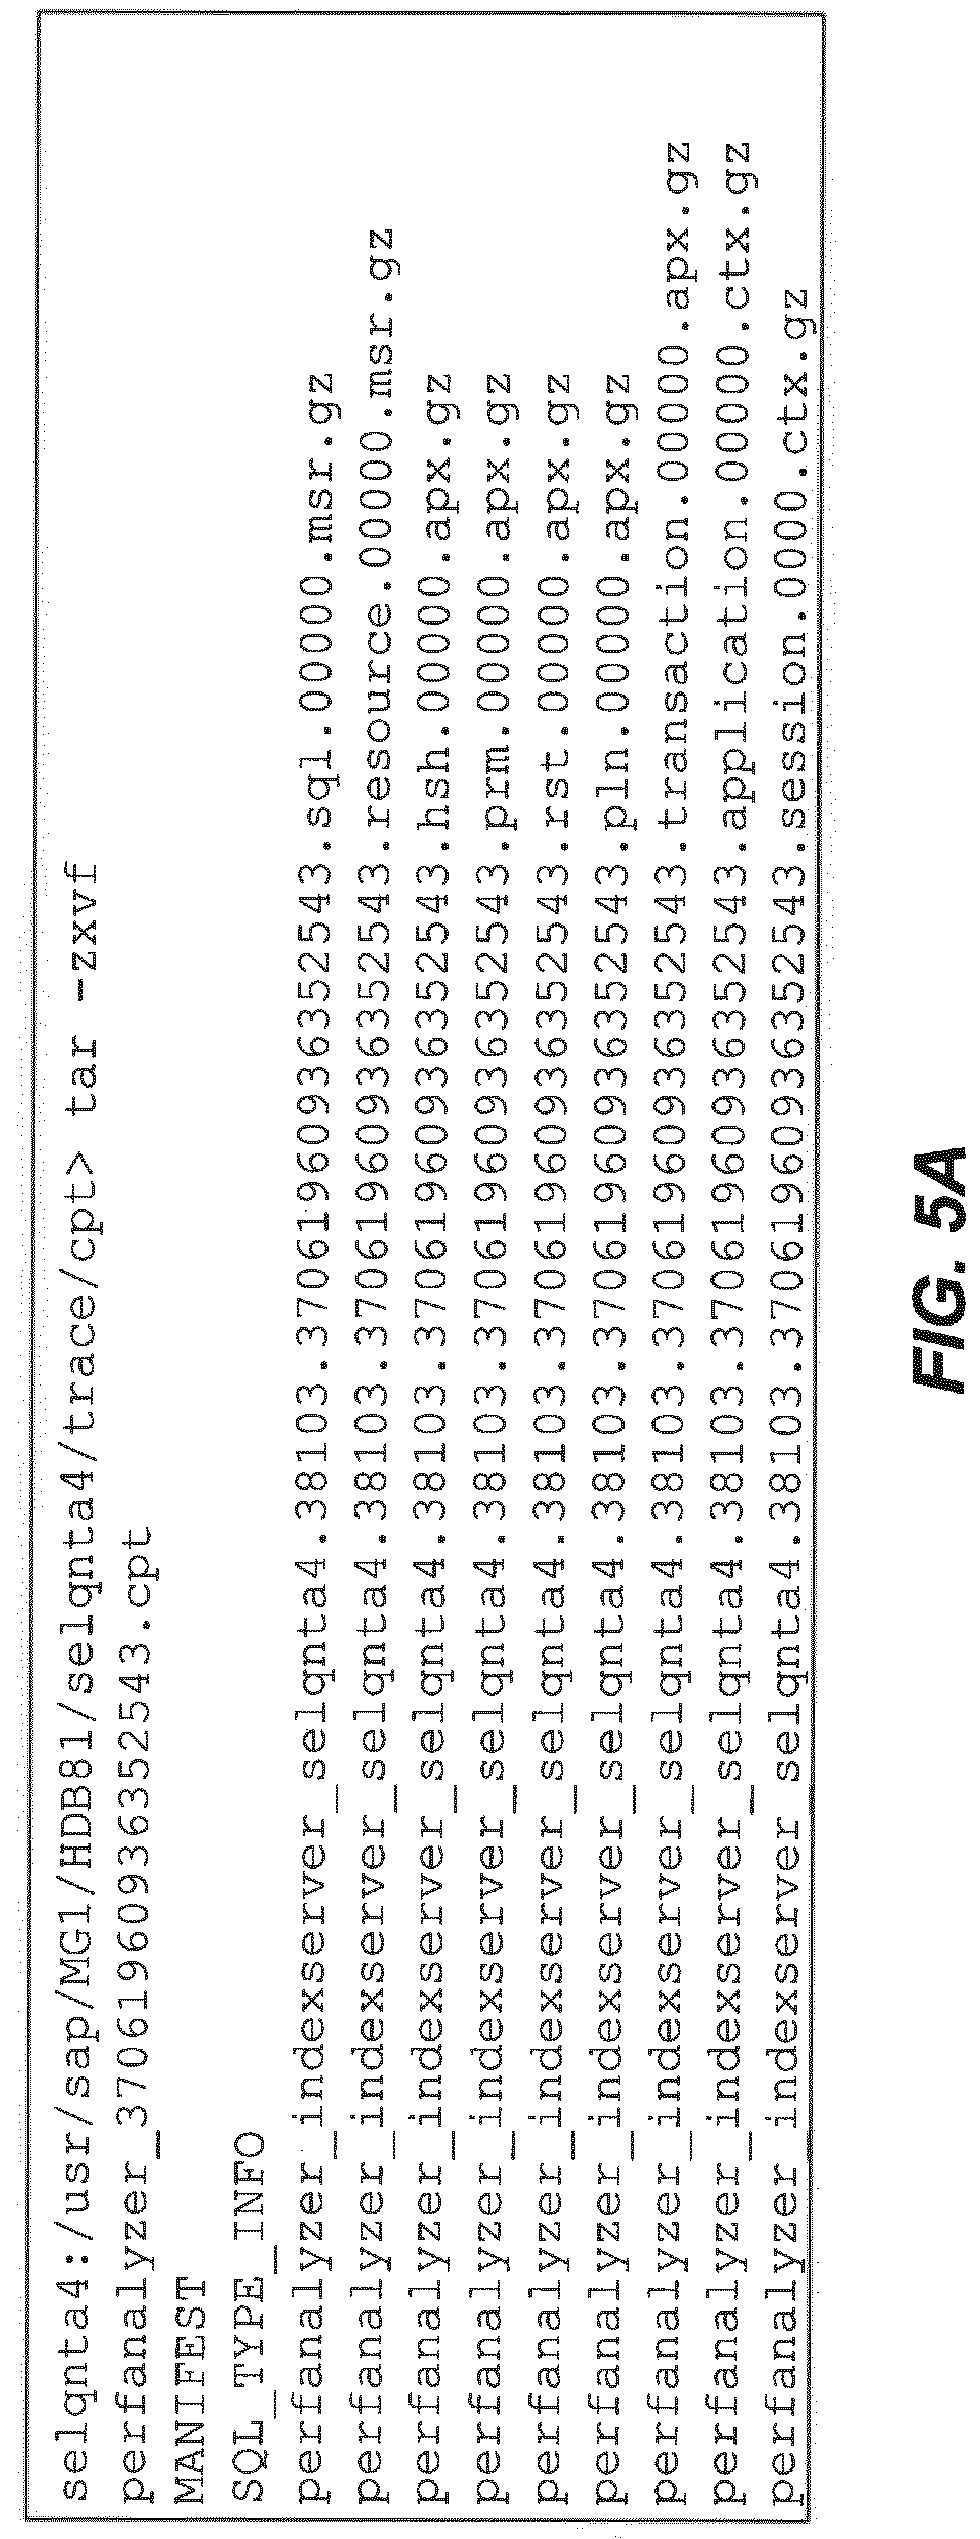 selqnta4:/usr/sap/MG1/HDB81/selqnta4/trace/cpt> tar -zxvf
perfanalyzer_37061960936352543.cpt
MANIFEST
SQL_TYPE_INFO
perfanalyzer_indexserver_selqnta4.38103.37061960936352543.sql.00000.msr.gz
perfanalyzer_indexserver_selqnta4.38103.37061960936352543.resource.00000.msr.gz
perfanalyzer_indexserver_selqnta4.38103.37061960936352543.hsh.00000.apx.gz
perfanalyzer_indexserver_selqnta4.38103.37061960936352543.prm.00000.apx.gz
perfanalyzer_indexserver_selqnta4.38103.37061960936352543.rst.00000.apx.gz
perfanalyzer_indexserver_selqnta4.38103.37061960936352543.pln.00000.apx.gz
perfanalyzer_indexserver_selqnta4.38103.37061960936352543.transaction.00000.apx.gz
perfanalyzer_indexserver_selqnta4.38103.37061960936352543.application.00000.ctx.gz
perfanalyzer indexserver selqnta4.38103.37061960936352543.session.0000.ctx.gz
FIG. 5A